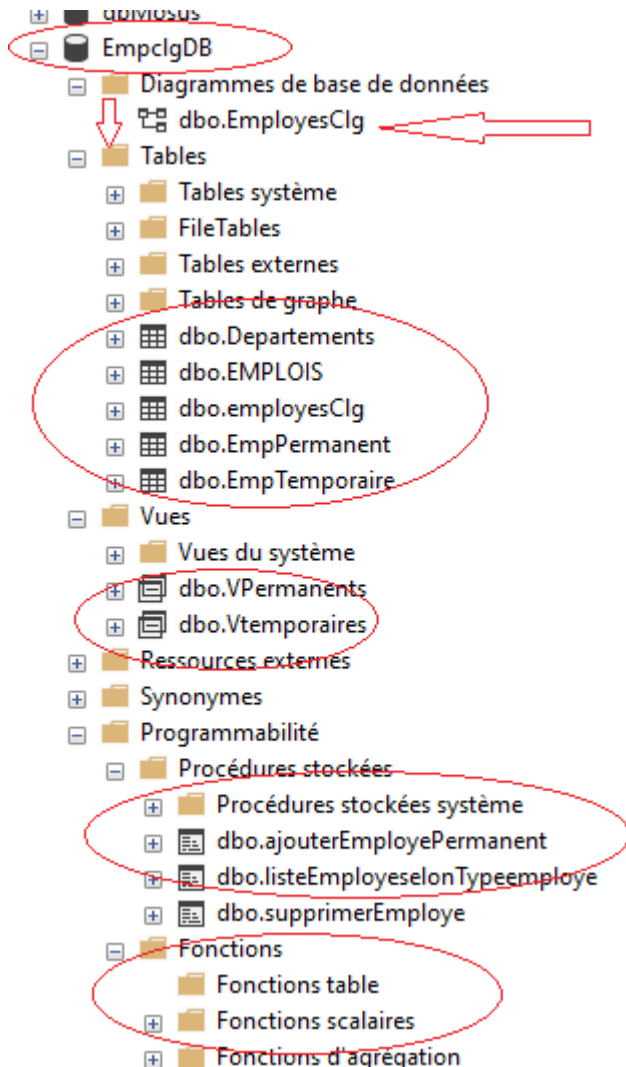 dbMosus
EmpclgDB
Diagrammes de base de données
dbo.EmployesClg
Tables
Tables système
FileTables
Tables externes
Tables de graphe
dbo.Departements
dbo.EMPLOIS
dbo.employesClg
dbo.EmpPermanent
dbo.EmpTemporaire
Vues
Vues du système
dbo.VPermanents
dbo.Vtemporaires
Ressources externes
Synonymes
Programmabilité
Procédures stockées
Procédures stockées système
dbo.ajouterEmployePermanent
dbo.listeEmployeselonTypeemploye
dbo.supprimerEmploye
Fonctions
Fonctions table
Fonctions scalaires
Fonctions d'agrégation